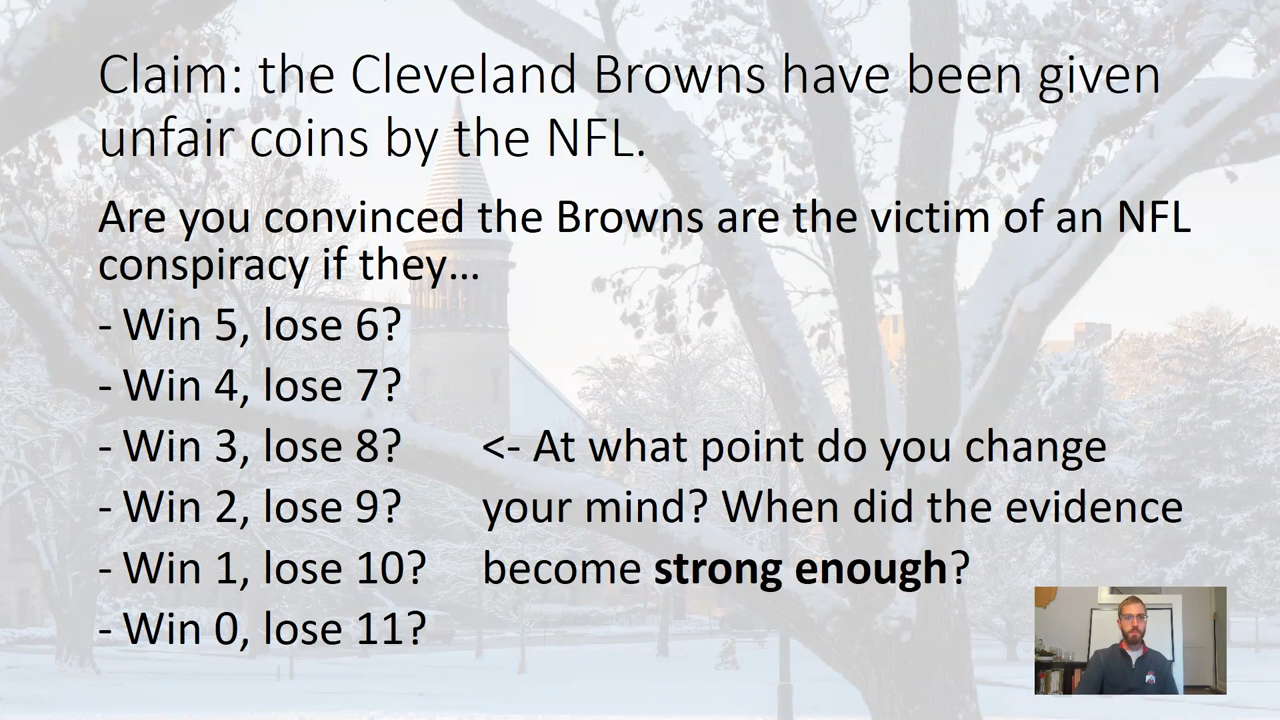 Claim: the Cleveland Browns have been given
unfair coins by the NFL.
Are you convinced the Browns are the victim of an NFL
conspiracy if they…
- Win 5, lose 6?
- Win 4, lose 7?
- Win 3, lose 8?
<- At what point do you change
- Win 2, lose 9?
your mind? When did the evidence
- Win 1, lose 10?
become strong enough?
- Win 0, lose 11?